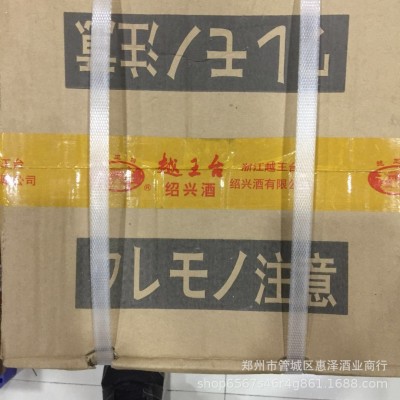 ワレモノ注意
越王台
绍兴酒
浙江越王台
绍兴酒有限公
公司
ワレモノ注意
郑州市管城区惠泽酒业商行